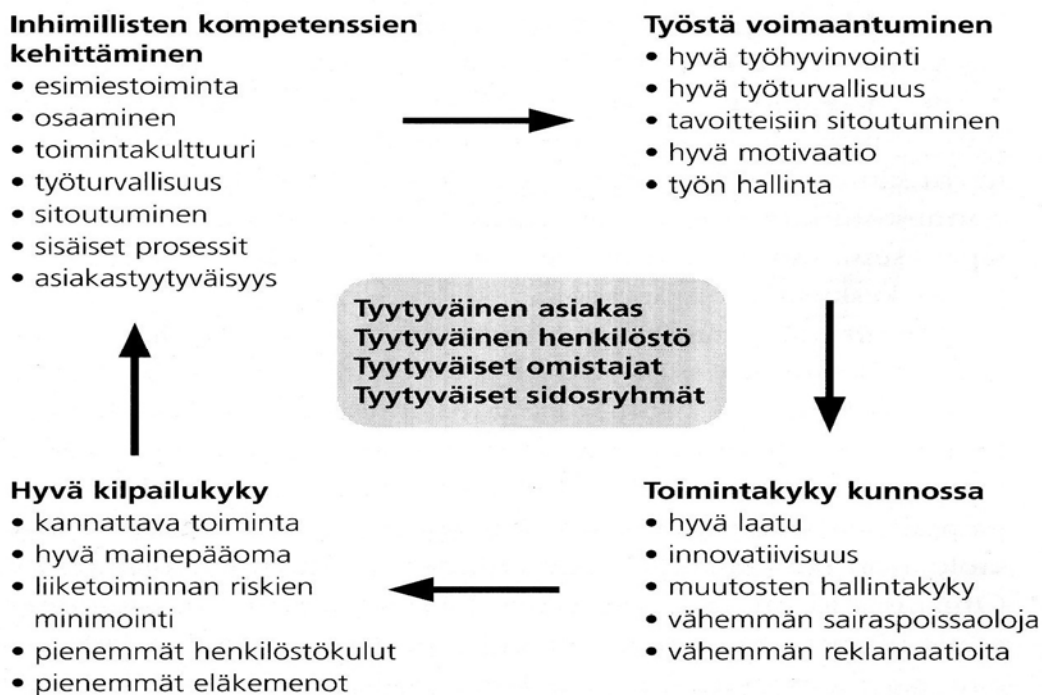 Inhimillisten kompetenssien
kehittäminen
• esimiestoiminta
• osaaminen
• toimintakulttuuri
• työturvallisuus
• sitoutuminen
• sisäiset prosessit
• asiakastyytyväisyys
Työstä voimaantuminen
• hyvä työhyvinvointi
• hyvä työturvallisuus
• tavoitteisiin sitoutuminen
• hyvä motivaatio
• työn hallinta
Tyytyväinen asiakas
Tyytyväinen henkilöstö
Tyytyväiset omistajat
Tyytyväiset sidosryhmät
Hyvä kilpailukyky
• kannattava toiminta
• hyvä mainepääoma
• liiketoiminnan riskien
minimointi
• pienemmät henkilöstökulut
• pienemmät eläkemenot
Toimintakyky kunnossa
• hyvä laatu
• innovatiivisuus
• muutosten hallintakyky
• vähemmän sairaspoissaoloja
• vähemmän reklamaatioita